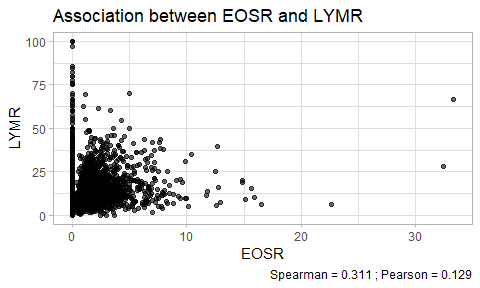 Association between EOSR and LYMR
100
75
50
25
0
LYMR
0 10 20 30
EOSR
Spearman = 0.311 ; Pearson = 0.129